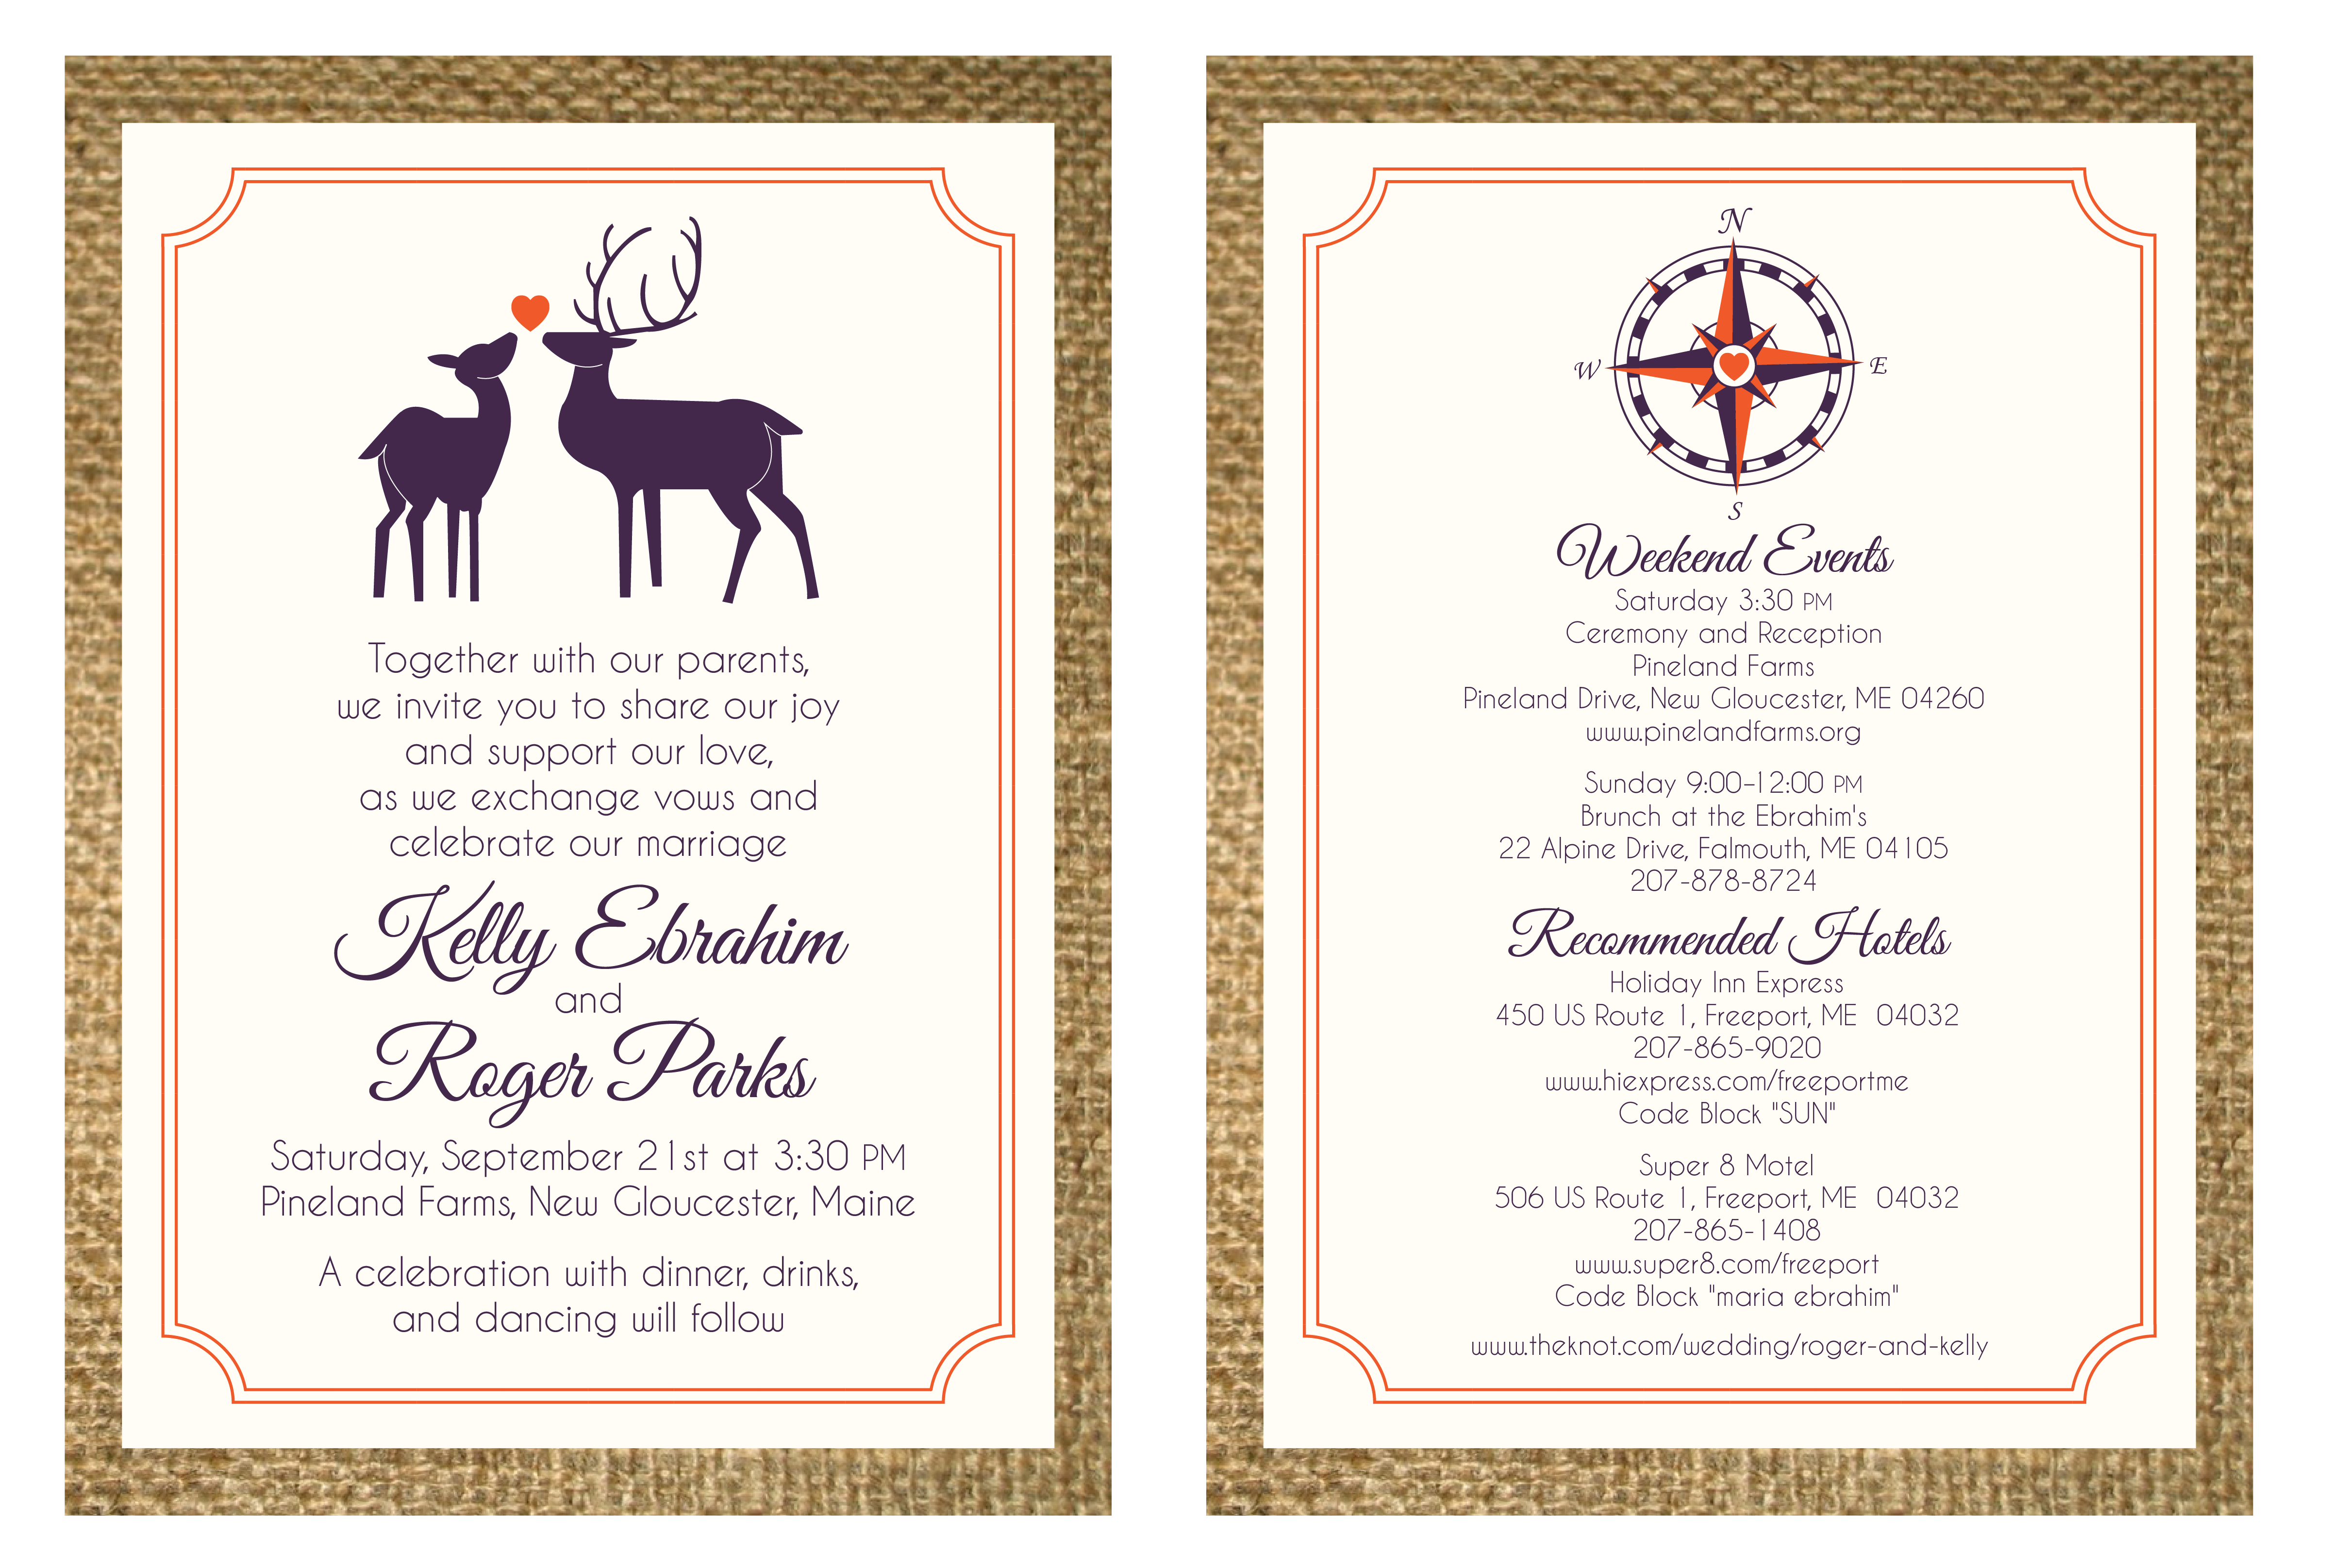 Together with our parents,
we invite you to share our joy
and support our love,
as we exchange vows and
celebrate our marriage
Kelly Ebrahim
and
Roger Parks
Saturday, September 21st at 3:30 PM
Pineland Farms, New Gloucester, Maine
A celebration with dinner, drinks,
and dancing will follow
N
W E
S
Weekend Events
Saturday 3:30 PM
Ceremony and Reception
Pineland Farms
Pineland Drive, New Gloucester, ME 04260
www.pinelandfarms.org
Sunday 9:00-12:00 PM
Brunch at the Ebrahim's
22 Alpine Drive, Falmouth, ME 04105
207-878-8724
Recommended Hotels
Holiday Inn Express
450 US Route 1, Freeport, ME  04032
207-865-9020
www.hiexpress.com/freeportme
Code Block "SUN"
Super 8 Motel
506 US Route 1, Freeport, ME  04032
207-865-1408
www.super8.com/freeport
Code Block "maria ebrahim"
www.theknot.com/wedding/roger-and-kelly